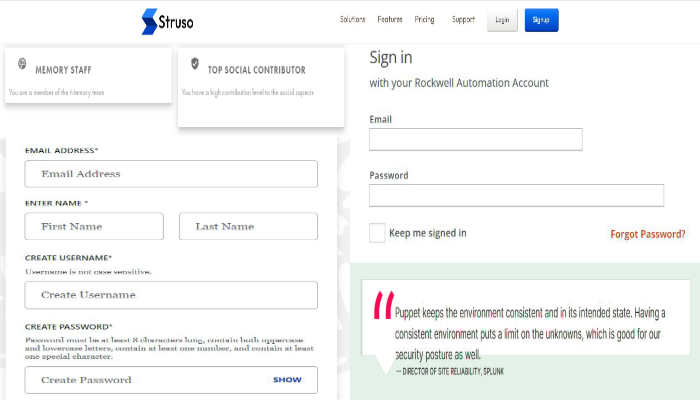 Struso
Solutions Features Pricing Support Login Signup
MEMORY STAFF
You are a member of the Memory team
TOP SOCIAL CONTRIBUTOR
You have a high contribution level to the social aspects
EMAIL ADDRESS*
Email Address
ENTER NAME *
First Name Last Name
CREATE USERNAME*
Username is not case sensitive.
Create Username
CREATE PASSWORD*
Password must be at least 8 characters long, contain both uppercase
and lowercase letters, contain at least one number, and contain at least
one special character.
Create Password SHOW
Sign in
with your Rockwell Automation Account
Email
Password
Keep me signed in Forgot Password?
Puppet keeps the environment consistent and in its intended state. Having a
consistent environment puts a limit on the unknowns, which is good for our
security posture as well.
— DIRECTOR OF SITE RELIABILITY, SPLUNK